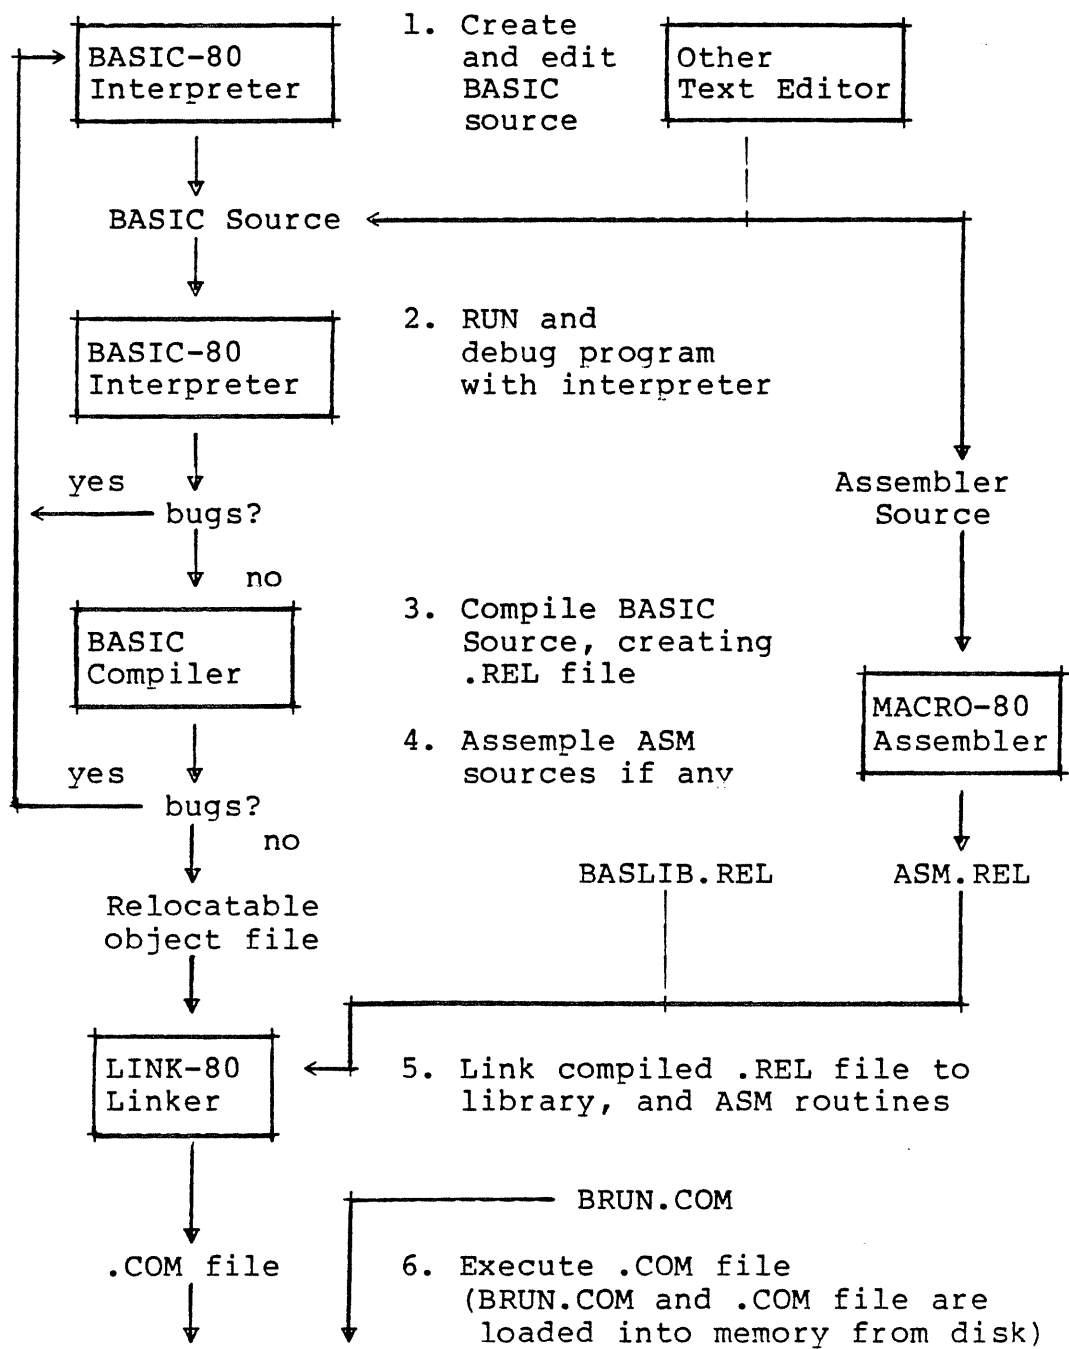 BASIC-80
Interpreter
1. Create
and edit
BASIC
source
Other
Text Editor
BASIC Source
BASIC-80
Interpreter
2. RUN and
debug program
with interpreter
yes
bugs?
no
Assembler
Source
BASIC
Compiler
3. Compile BASIC
Source, creating
.REL file
MACRO-80
Assembler
4. Assemple ASM
sources if any
yes
bugs?
no
BASLIB.REL
ASM.REL
Relocatable
object file
LINK-80
Linker
5. Link compiled .REL file to
library, and ASM routines
BRUN.COM
.COM file
6. Execute .COM file
(BRUN.COM and .COM file are
loaded into memory from disk)